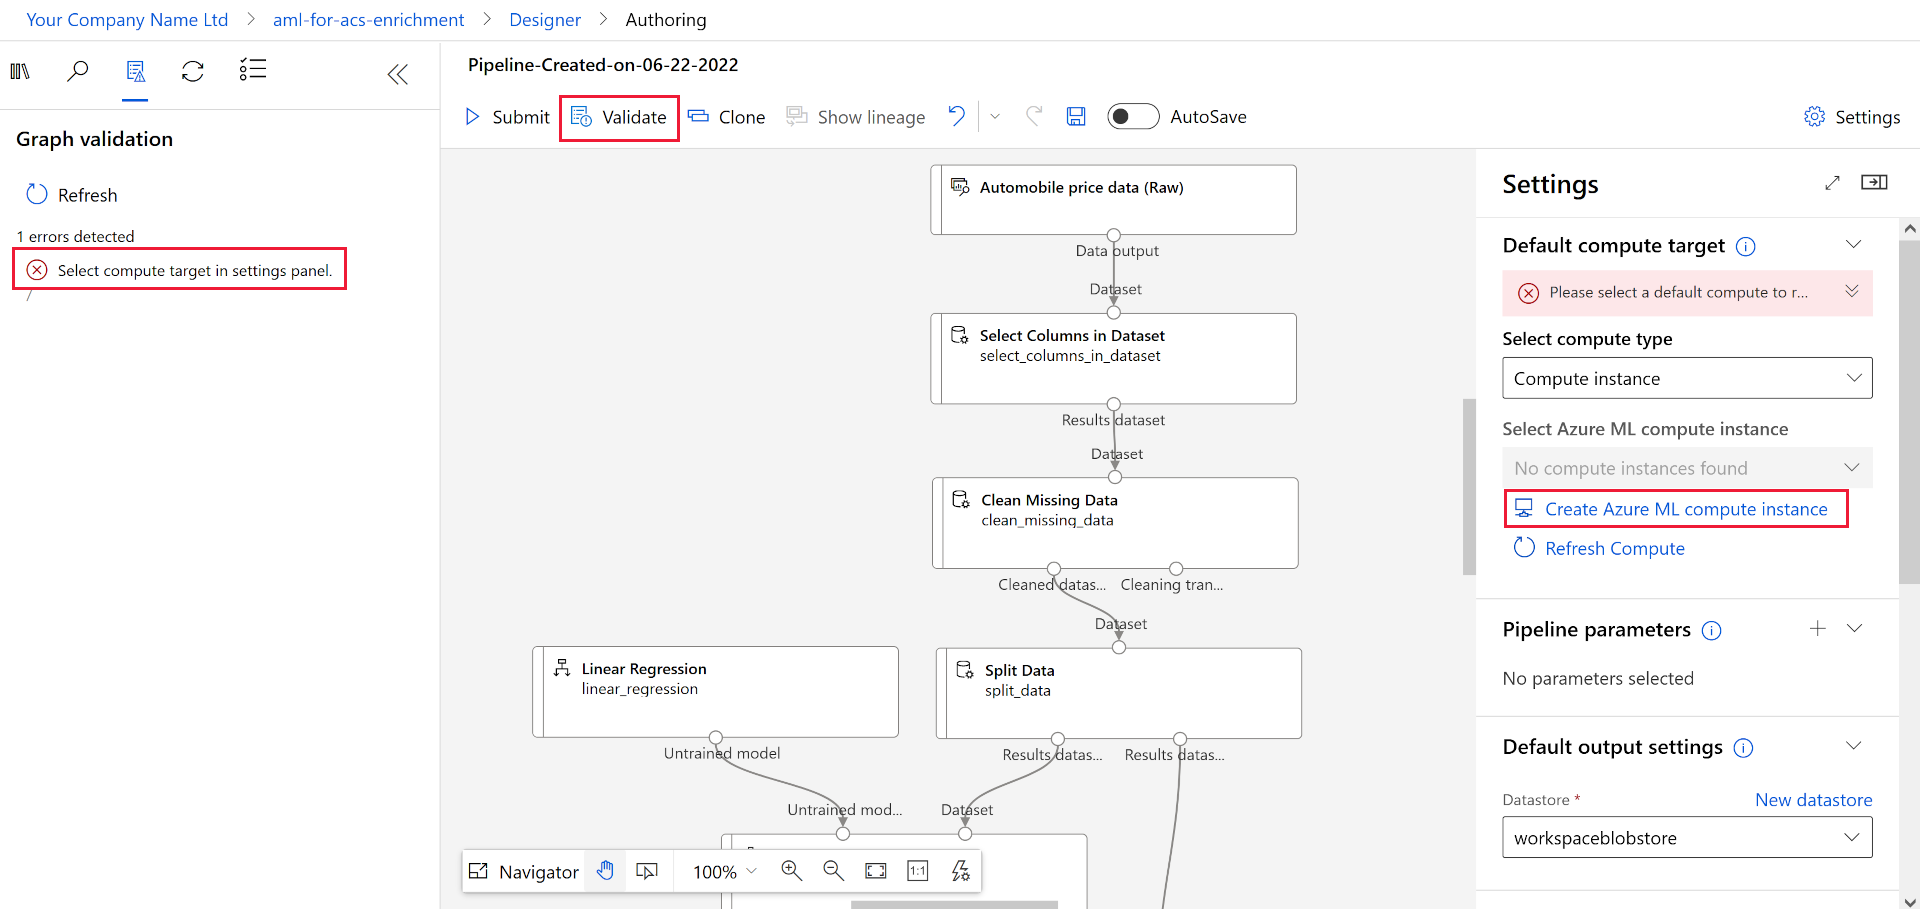 Your Company Name Ltd > aml-for-acs-enrichment > Designer > Authoring
Pipeline-Created-on-06-22-2022
Submit Validate Clone Show lineage AutoSave Settings
Graph validation
Refresh
1 errors detected
Select compute target in settings panel.
/
Automobile price data (Raw)
Data output
Dataset
Select Columns in Dataset
select_columns_in_dataset
Results dataset
Dataset
Clean Missing Data
clean_missing_data
Cleaned datas... Cleaning tran...
Dataset
Linear Regression
linear_regression
Untrained model
Split Data
split_data
Results datas... Results datas...
Untrained mod... Dataset
Navigator 100% 1:1
Settings
Default compute target
Please select a default compute to r...
Select compute type
Compute instance
Select Azure ML compute instance
No compute instances found
Create Azure ML compute instance
Refresh Compute
Pipeline parameters
No parameters selected
Default output settings
Datastore * New datastore
workspaceblobstore